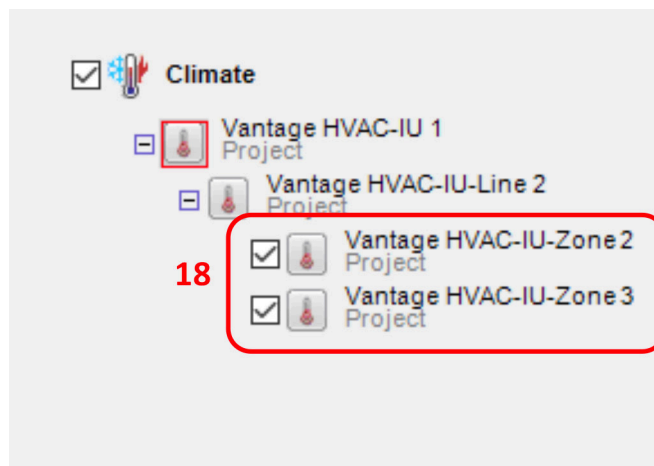 Climate
Vantage HVAC-IU 1
Project
Vantage HVAC-IU-Line 2
Project
18
Vantage HVAC-IU-Zone 2
Project
Vantage HVAC-IU-Zone 3
Project